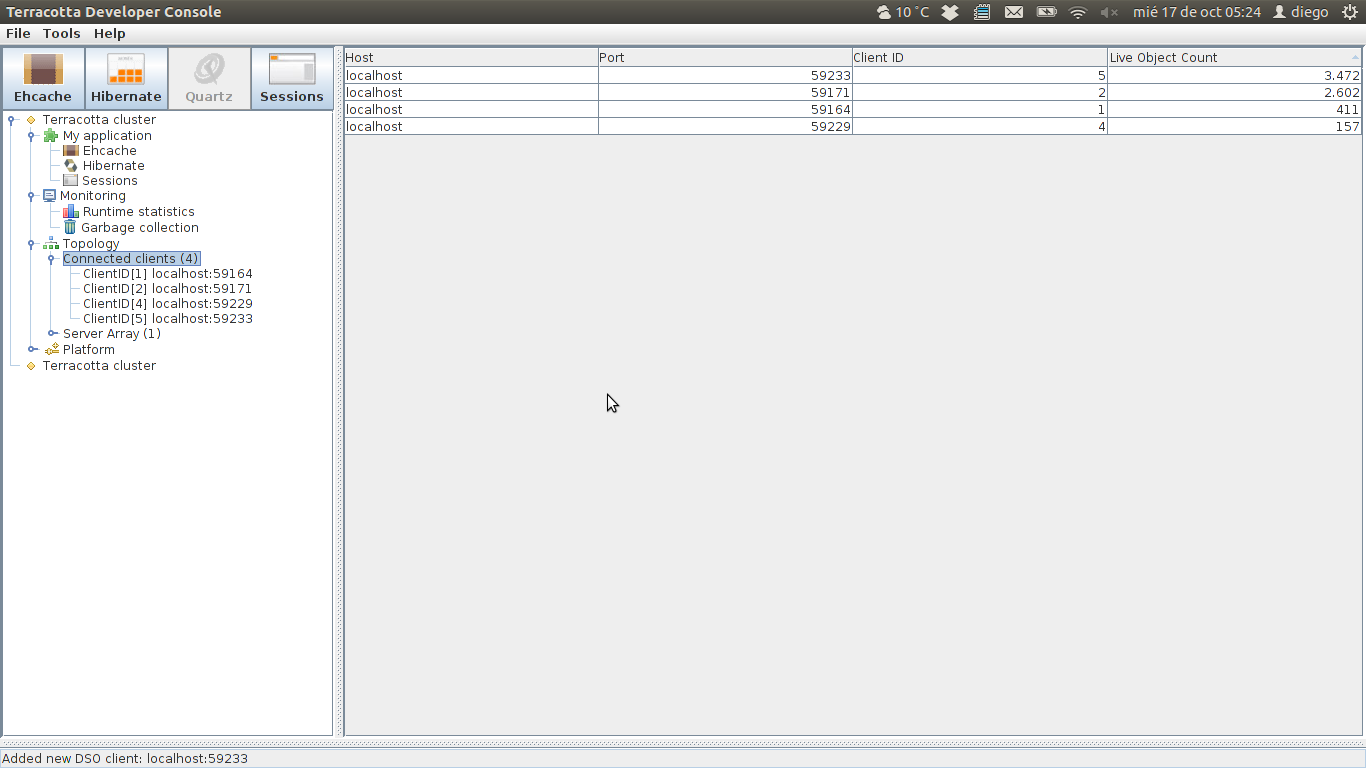 Terracotta Developer Console
10 °C
mié 17 de oct 05:24
diego
File Tools Help
Ehcache
Hibernate
Quartz
Sessions
Terracotta cluster
My application
Ehcache
Hibernate
Sessions
Monitoring
Runtime statistics
Garbage collection
Topology
Connected clients (4)
ClientID[1] localhost:59164
ClientID[2] localhost:59171
ClientID[4] localhost:59229
ClientID[5] localhost:59233
Server Array (1)
Platform
Terracotta cluster
Host Port Client ID Live Object Count
localhost 59233 5 3.472
localhost 59171 2 2.602
localhost 59164 1 411
localhost 59229 4 157
Added new DSO client: localhost:59233